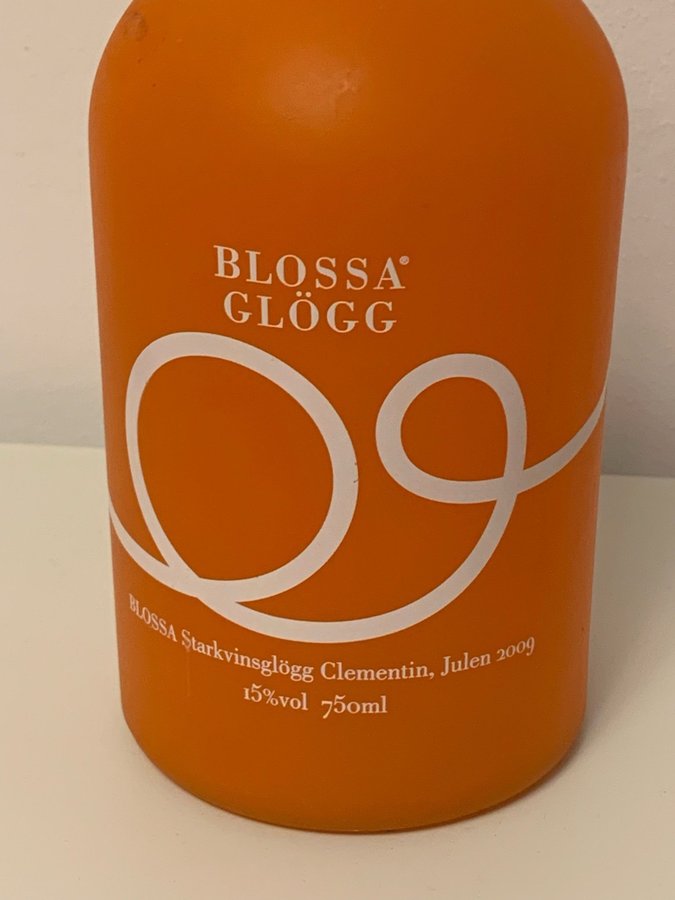 BLOSSA®
GLÖGG
09
BLOSSA Starkvinsglögg Clementin, Julen 2009
15%vol 750ml